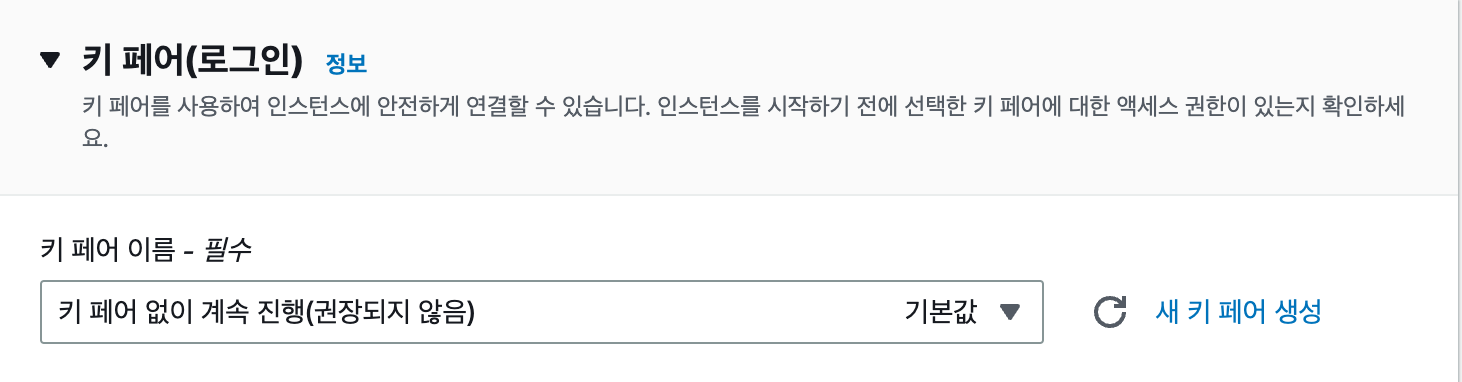 키 페어(로그인) 정보
키 페어를 사용하여 인스턴스에 안전하게 연결할 수 있습니다. 인스턴스를 시작하기 전에 선택한 키 페어에 대한 액세스 권한이 있는지 확인하세
요.
키 페어 이름 - 필수
키 페어 없이 계속 진행(권장되지 않음) 기본값 새 키 페어 생성